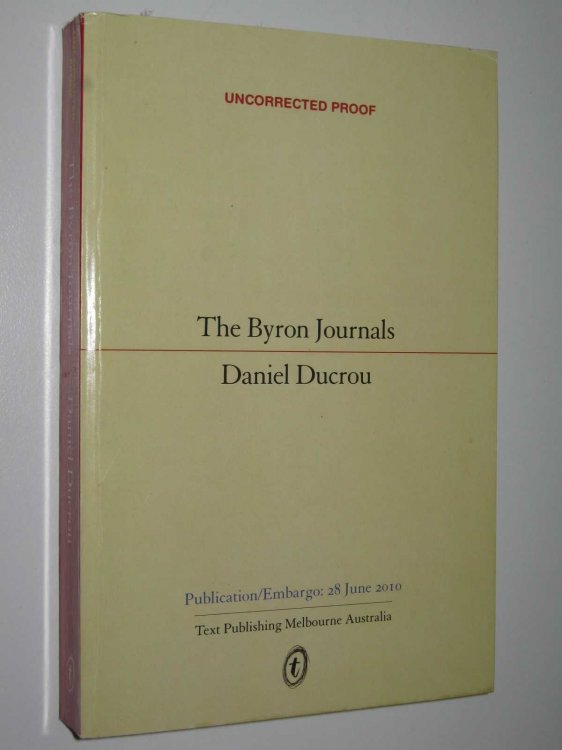 UNCORRECTED PROOF
The Byron Journals
Daniel Ducrou
Publication/Embargo: 28 June 2010
Text Publishing Melbourne Australia
t